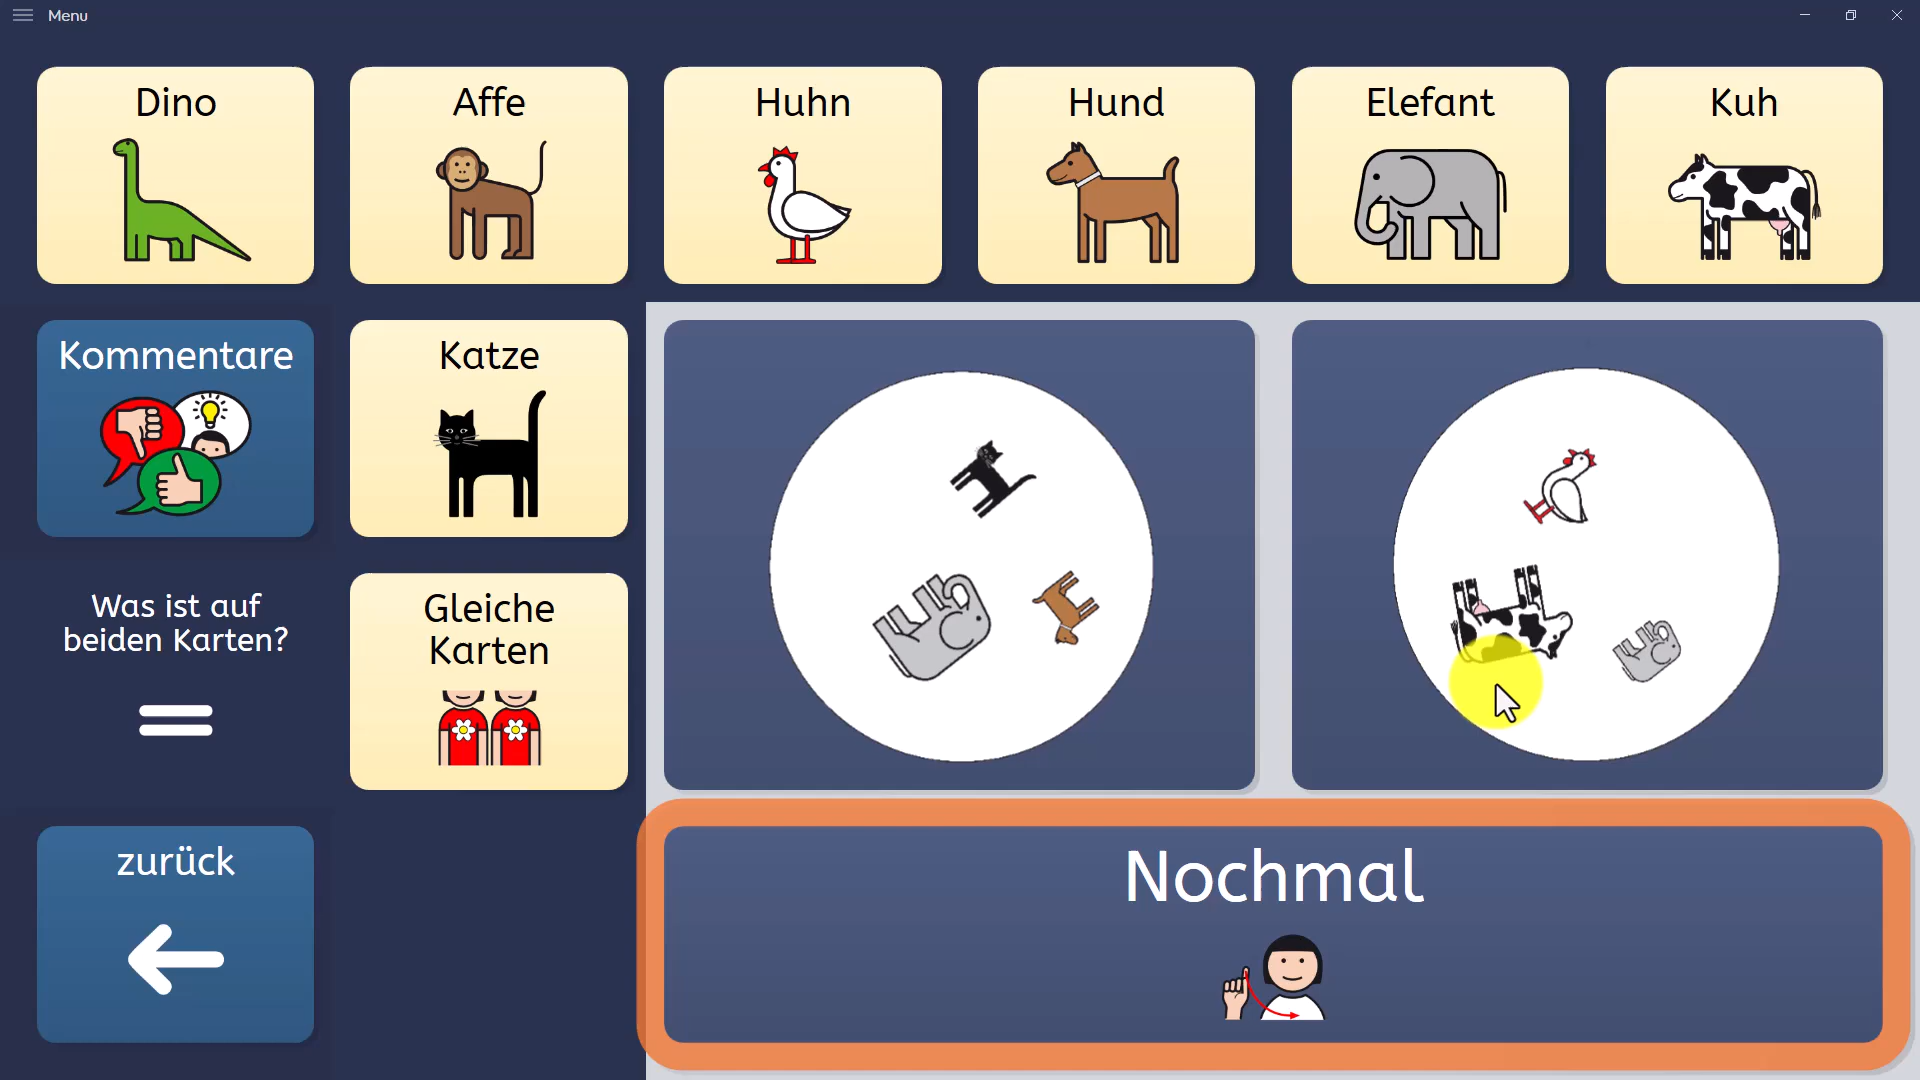 Menu
Dino
Affe
Huhn
Hund
Elefant
Kuh
Kommentare
Katze
Was ist auf
beiden Karten?
Gleiche
Karten
zurück
Nochmal